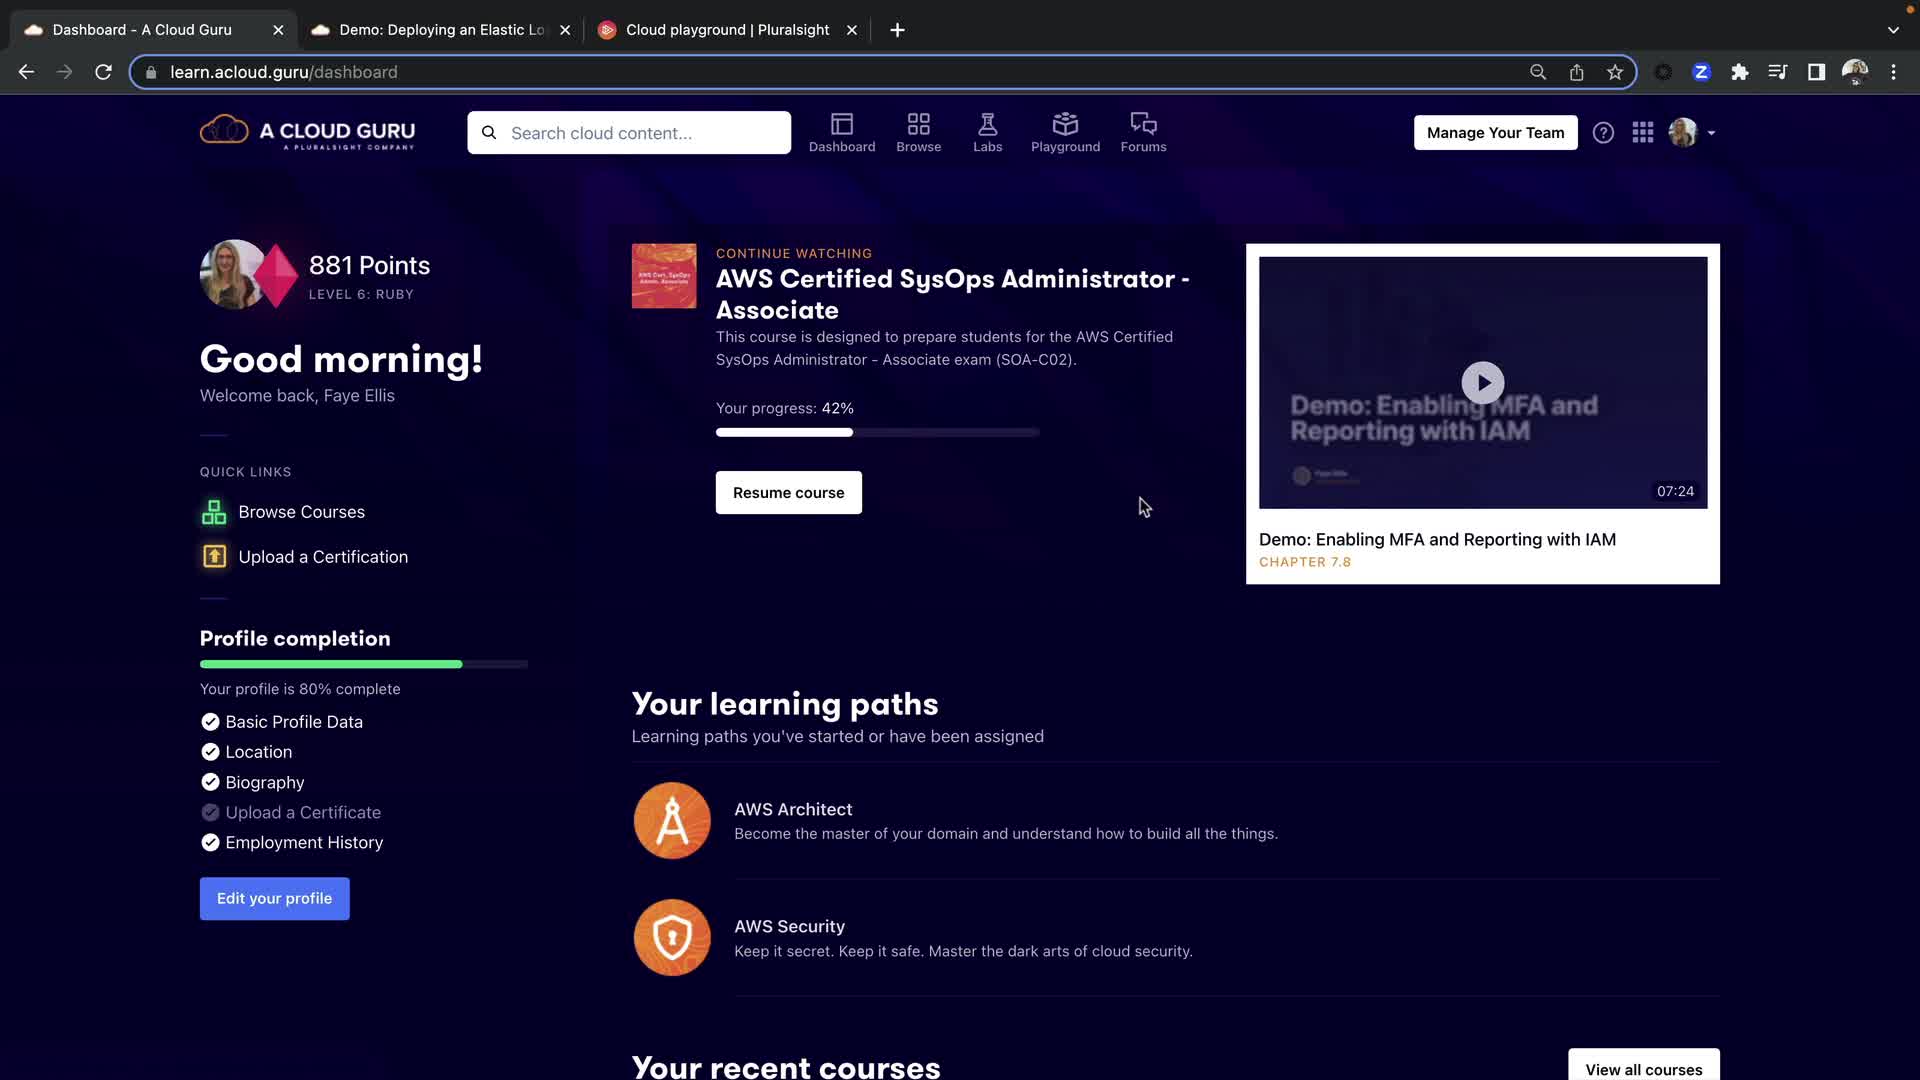 Dashboard - A Cloud Guru
Demo: Deploying an Elastic Lo
Cloud playground | Pluralsight
learn.acloud.guru/dashboard
A CLOUD GURU
A PLURALSIGHT COMPANY
Search cloud content...
Dashboard
Browse
Labs
Playground
Forums
Manage Your Team
881 Points
LEVEL 6: RUBY
Good morning!
Welcome back, Faye Ellis
QUICK LINKS
Browse Courses
Upload a Certification
Profile completion
Your profile is 80% complete
Basic Profile Data
Location
Biography
Upload a Certificate
Employment History
Edit your profile
AWS Cert. SysOps
Admin. Associate
CONTINUE WATCHING
AWS Certified SysOps Administrator -
Associate
This course is designed to prepare students for the AWS Certified
SysOps Administrator - Associate exam (SOA-C02).
Your progress: 42%
Resume course
Demo: Enabling MFA and
Reporting with IAM
07:24
Demo: Enabling MFA and Reporting with IAM
CHAPTER 7.8
Your learning paths
Learning paths you've started or have been assigned
AWS Architect
Become the master of your domain and understand how to build all the things.
AWS Security
Keep it secret. Keep it safe. Master the dark arts of cloud security.
Your recent courses
View all courses